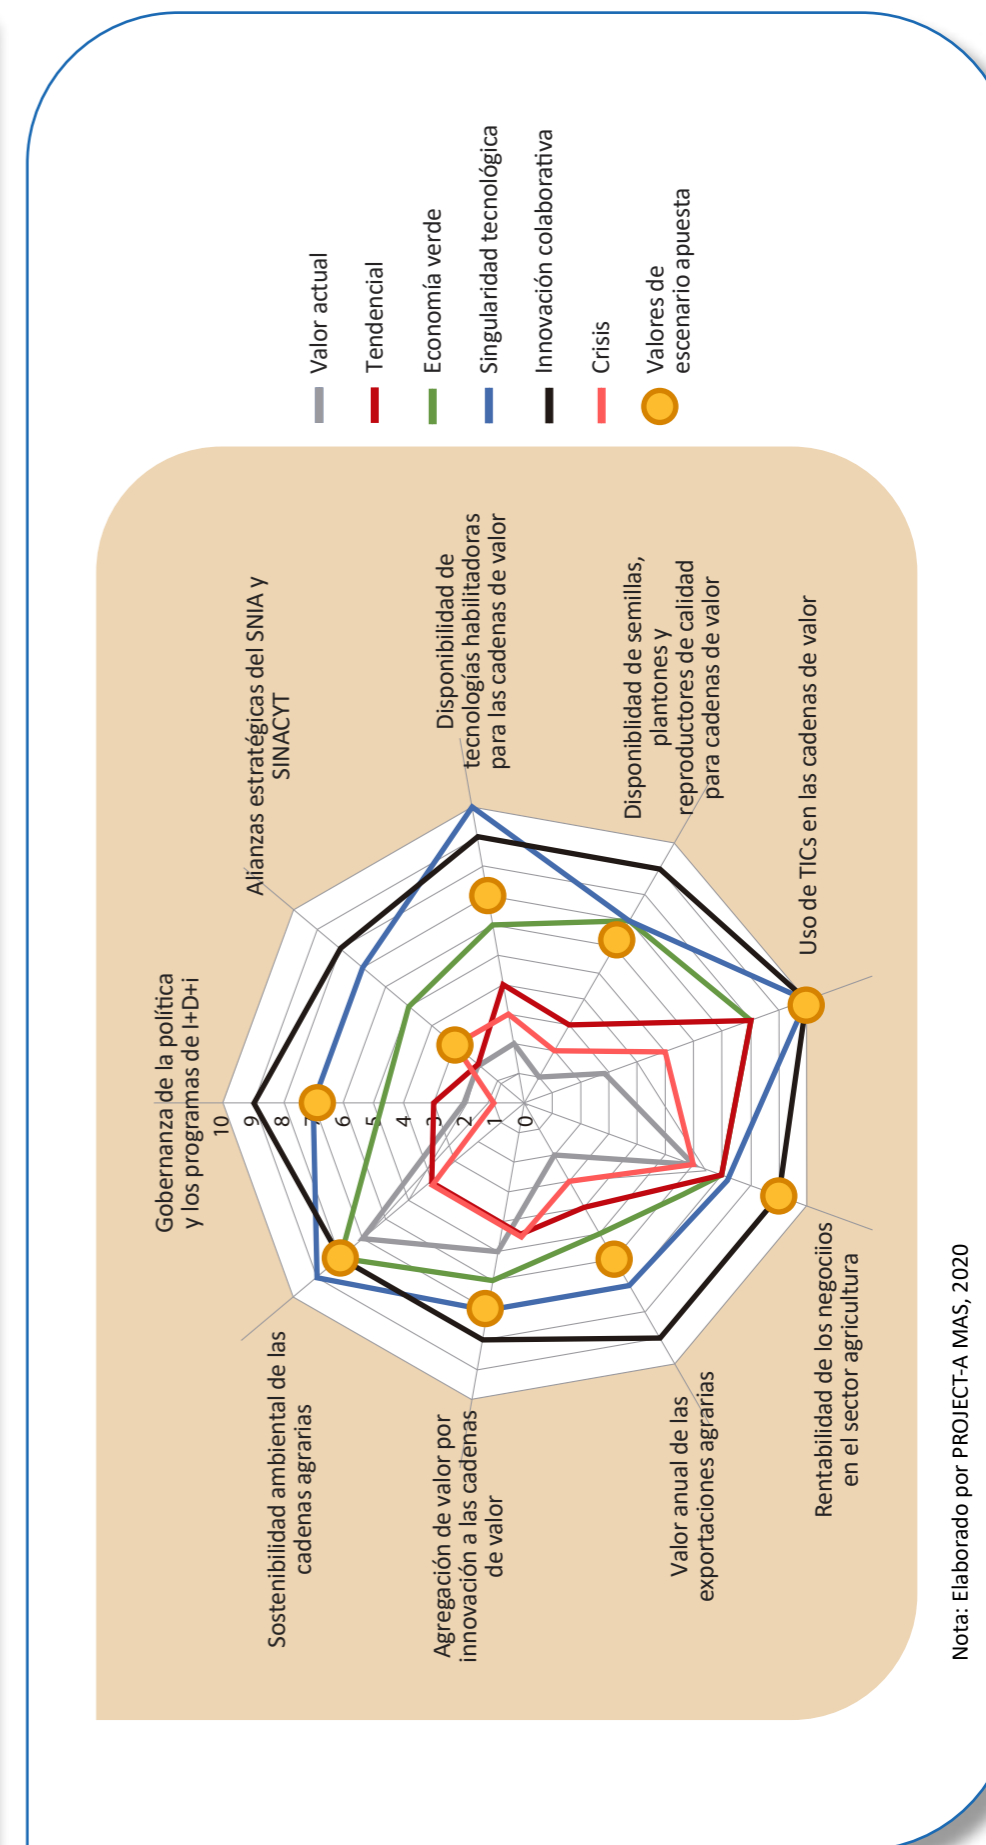 Gobernanza de la política
y los programas de I+D+i
Alianzas estratégicas del SNIA y
SINACYT
Disponibilidad de
tecnologías habilitadoras
para las cadenas de valor
Disponiblidad de semillas,
plantones y
reproductores de calidad
para cadenas de valor
Uso de TICs en las cadenas de valor
Rentabilidad de los negociios
en el sector agricultura
Valor anual de las
exportaciones agrarias
Agregación de valor por
innovación a las cadenas
de valor
Sostenibilidad ambiental de las
cadenas agrarias
10
9
8
7
6
5
4
3
2
1
0
Valor actual
Tendencial
Economía verde
Singularidad tecnológica
Innovación colaborativa
Crisis
Valores de
escenario apuesta
Nota: Elaborado por PROJECT-A MAS, 2020